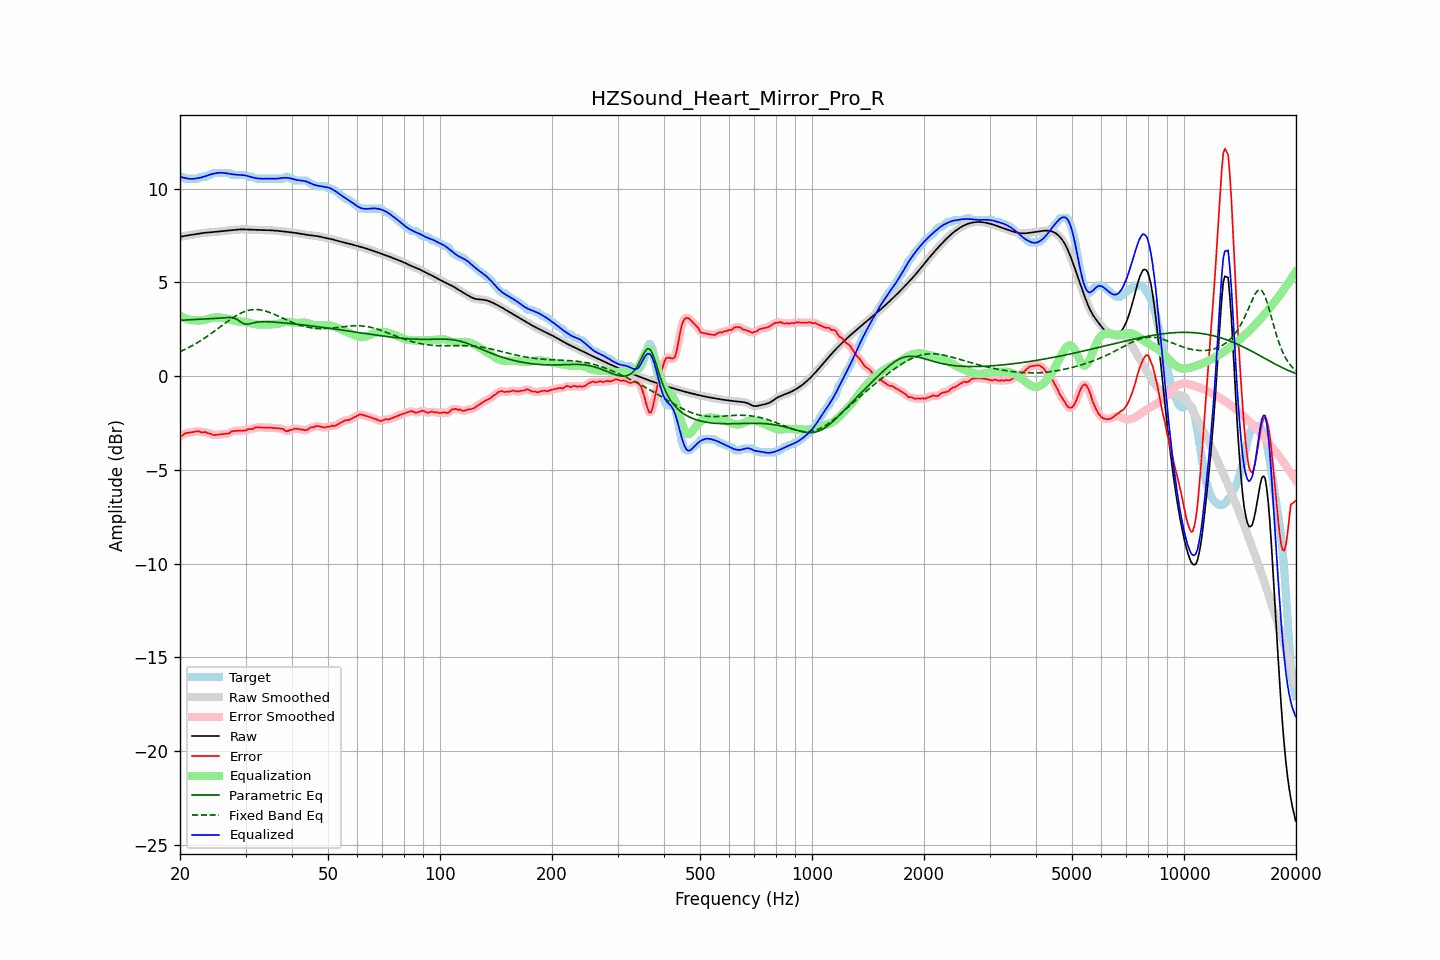 HZSound_Heart_Mirror_Pro_R
Amplitude (dBr)
10
5
0
−5
−10
−15
−20
−25
Target
Raw Smoothed
Error Smoothed
Raw
Error
Equalization
Parametric Eq
Fixed Band Eq
Equalized
20 50 100 200 500 1000 2000 5000 10000 20000
Frequency (Hz)